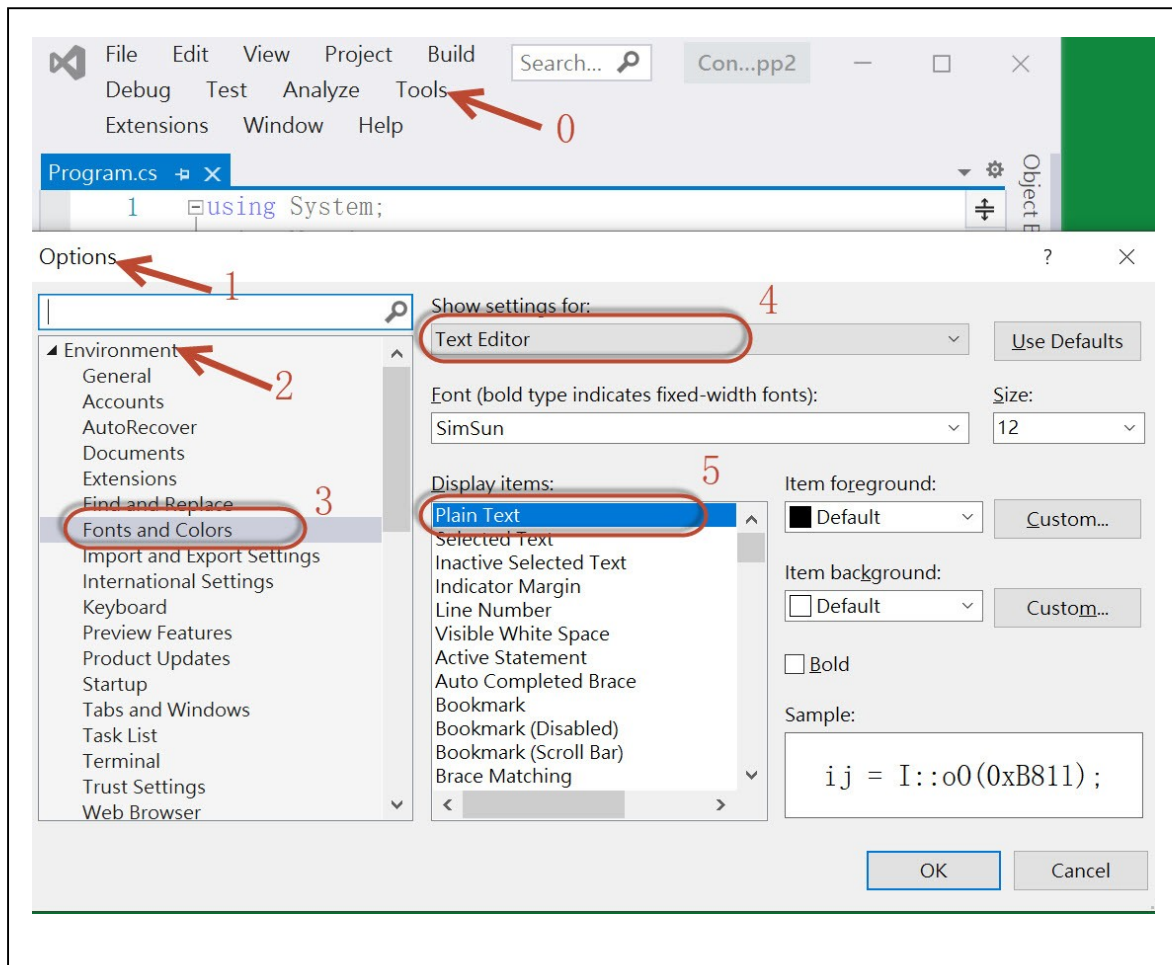 File Edit View Project Build Search... Con...pp2
Debug Test Analyze Tools
0
Extensions Window Help
Program.cs
Object
1 using System;
Options
?
1
Show settings for:
4
Text Editor
Use Defaults
Environment
2
General
Accounts
AutoRecover
Documents
Extensions
Find and Replace
3
Fonts and Colors
Import and Export Settings
International Settings
Keyboard
Preview Features
Product Updates
Startup
Tabs and Windows
Task List
Terminal
Trust Settings
Web Browser
Font (bold type indicates fixed-width fonts):
Size:
SimSun
12
Display items:
5
Plain Text
Selected Text
Inactive Selected Text
Indicator Margin
Line Number
Visible White Space
Active Statement
Auto Completed Brace
Bookmark
Bookmark (Disabled)
Bookmark (Scroll Bar)
Brace Matching
Item foreground:
Default
Custom...
Item background:
Default
Custom...
Bold
Sample:
ij = I::oO(0xB811);
OK
Cancel